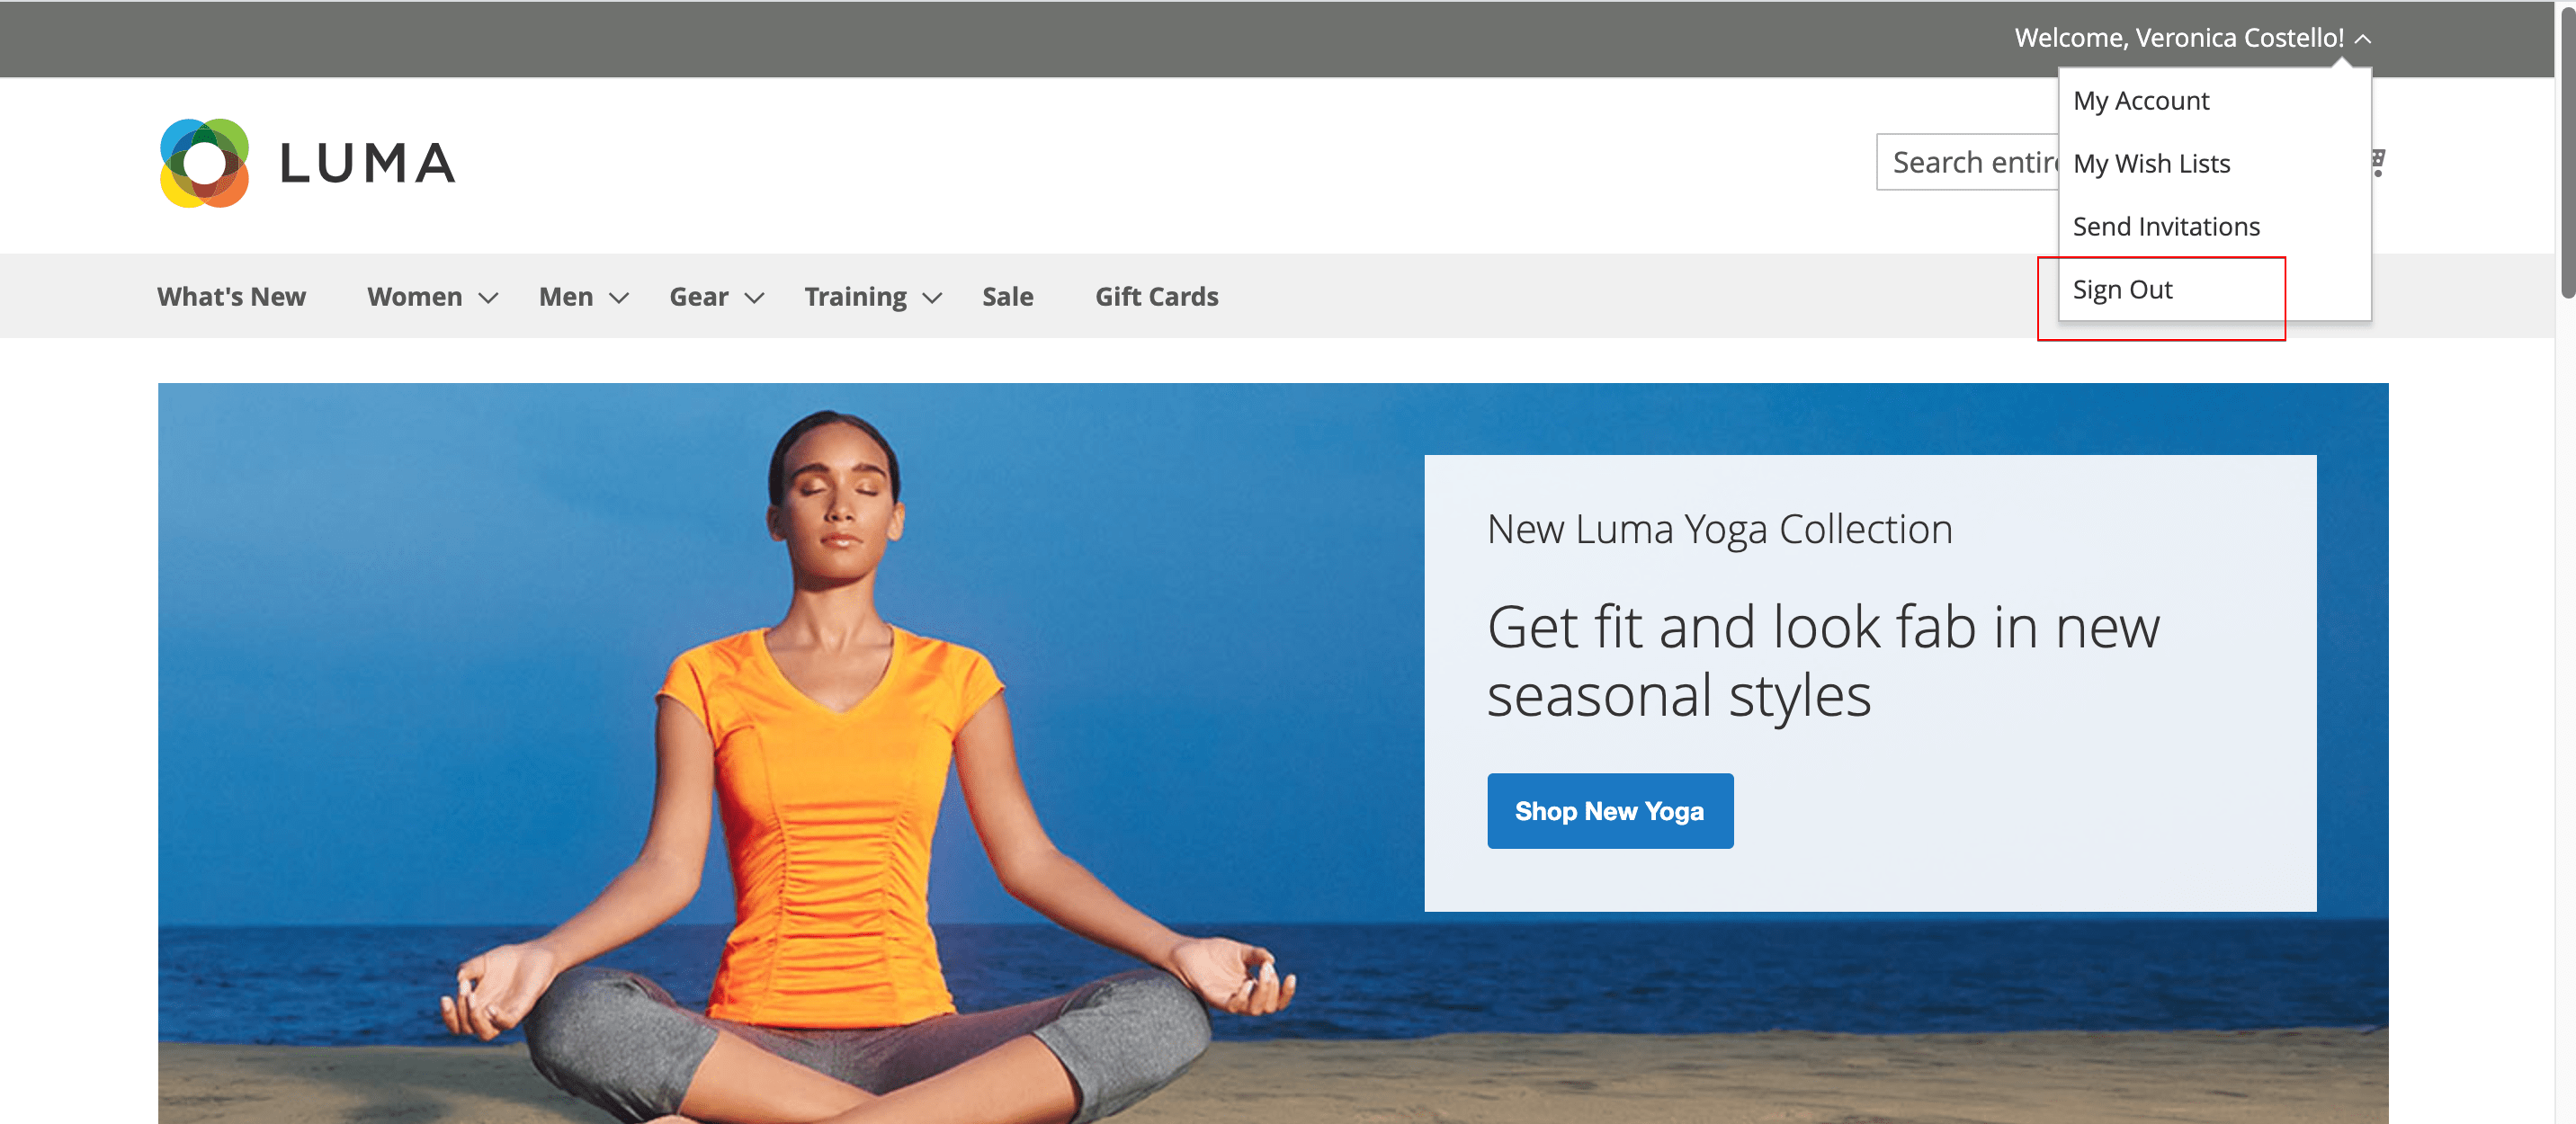 Welcome, Veronica Costello!
My Account
My Wish Lists
Send Invitations
Sign Out
LUMA
Search entire
What's New
Women
Men
Gear
Training
Sale
Gift Cards
New Luma Yoga Collection
Get fit and look fab in new
seasonal styles
Shop New Yoga